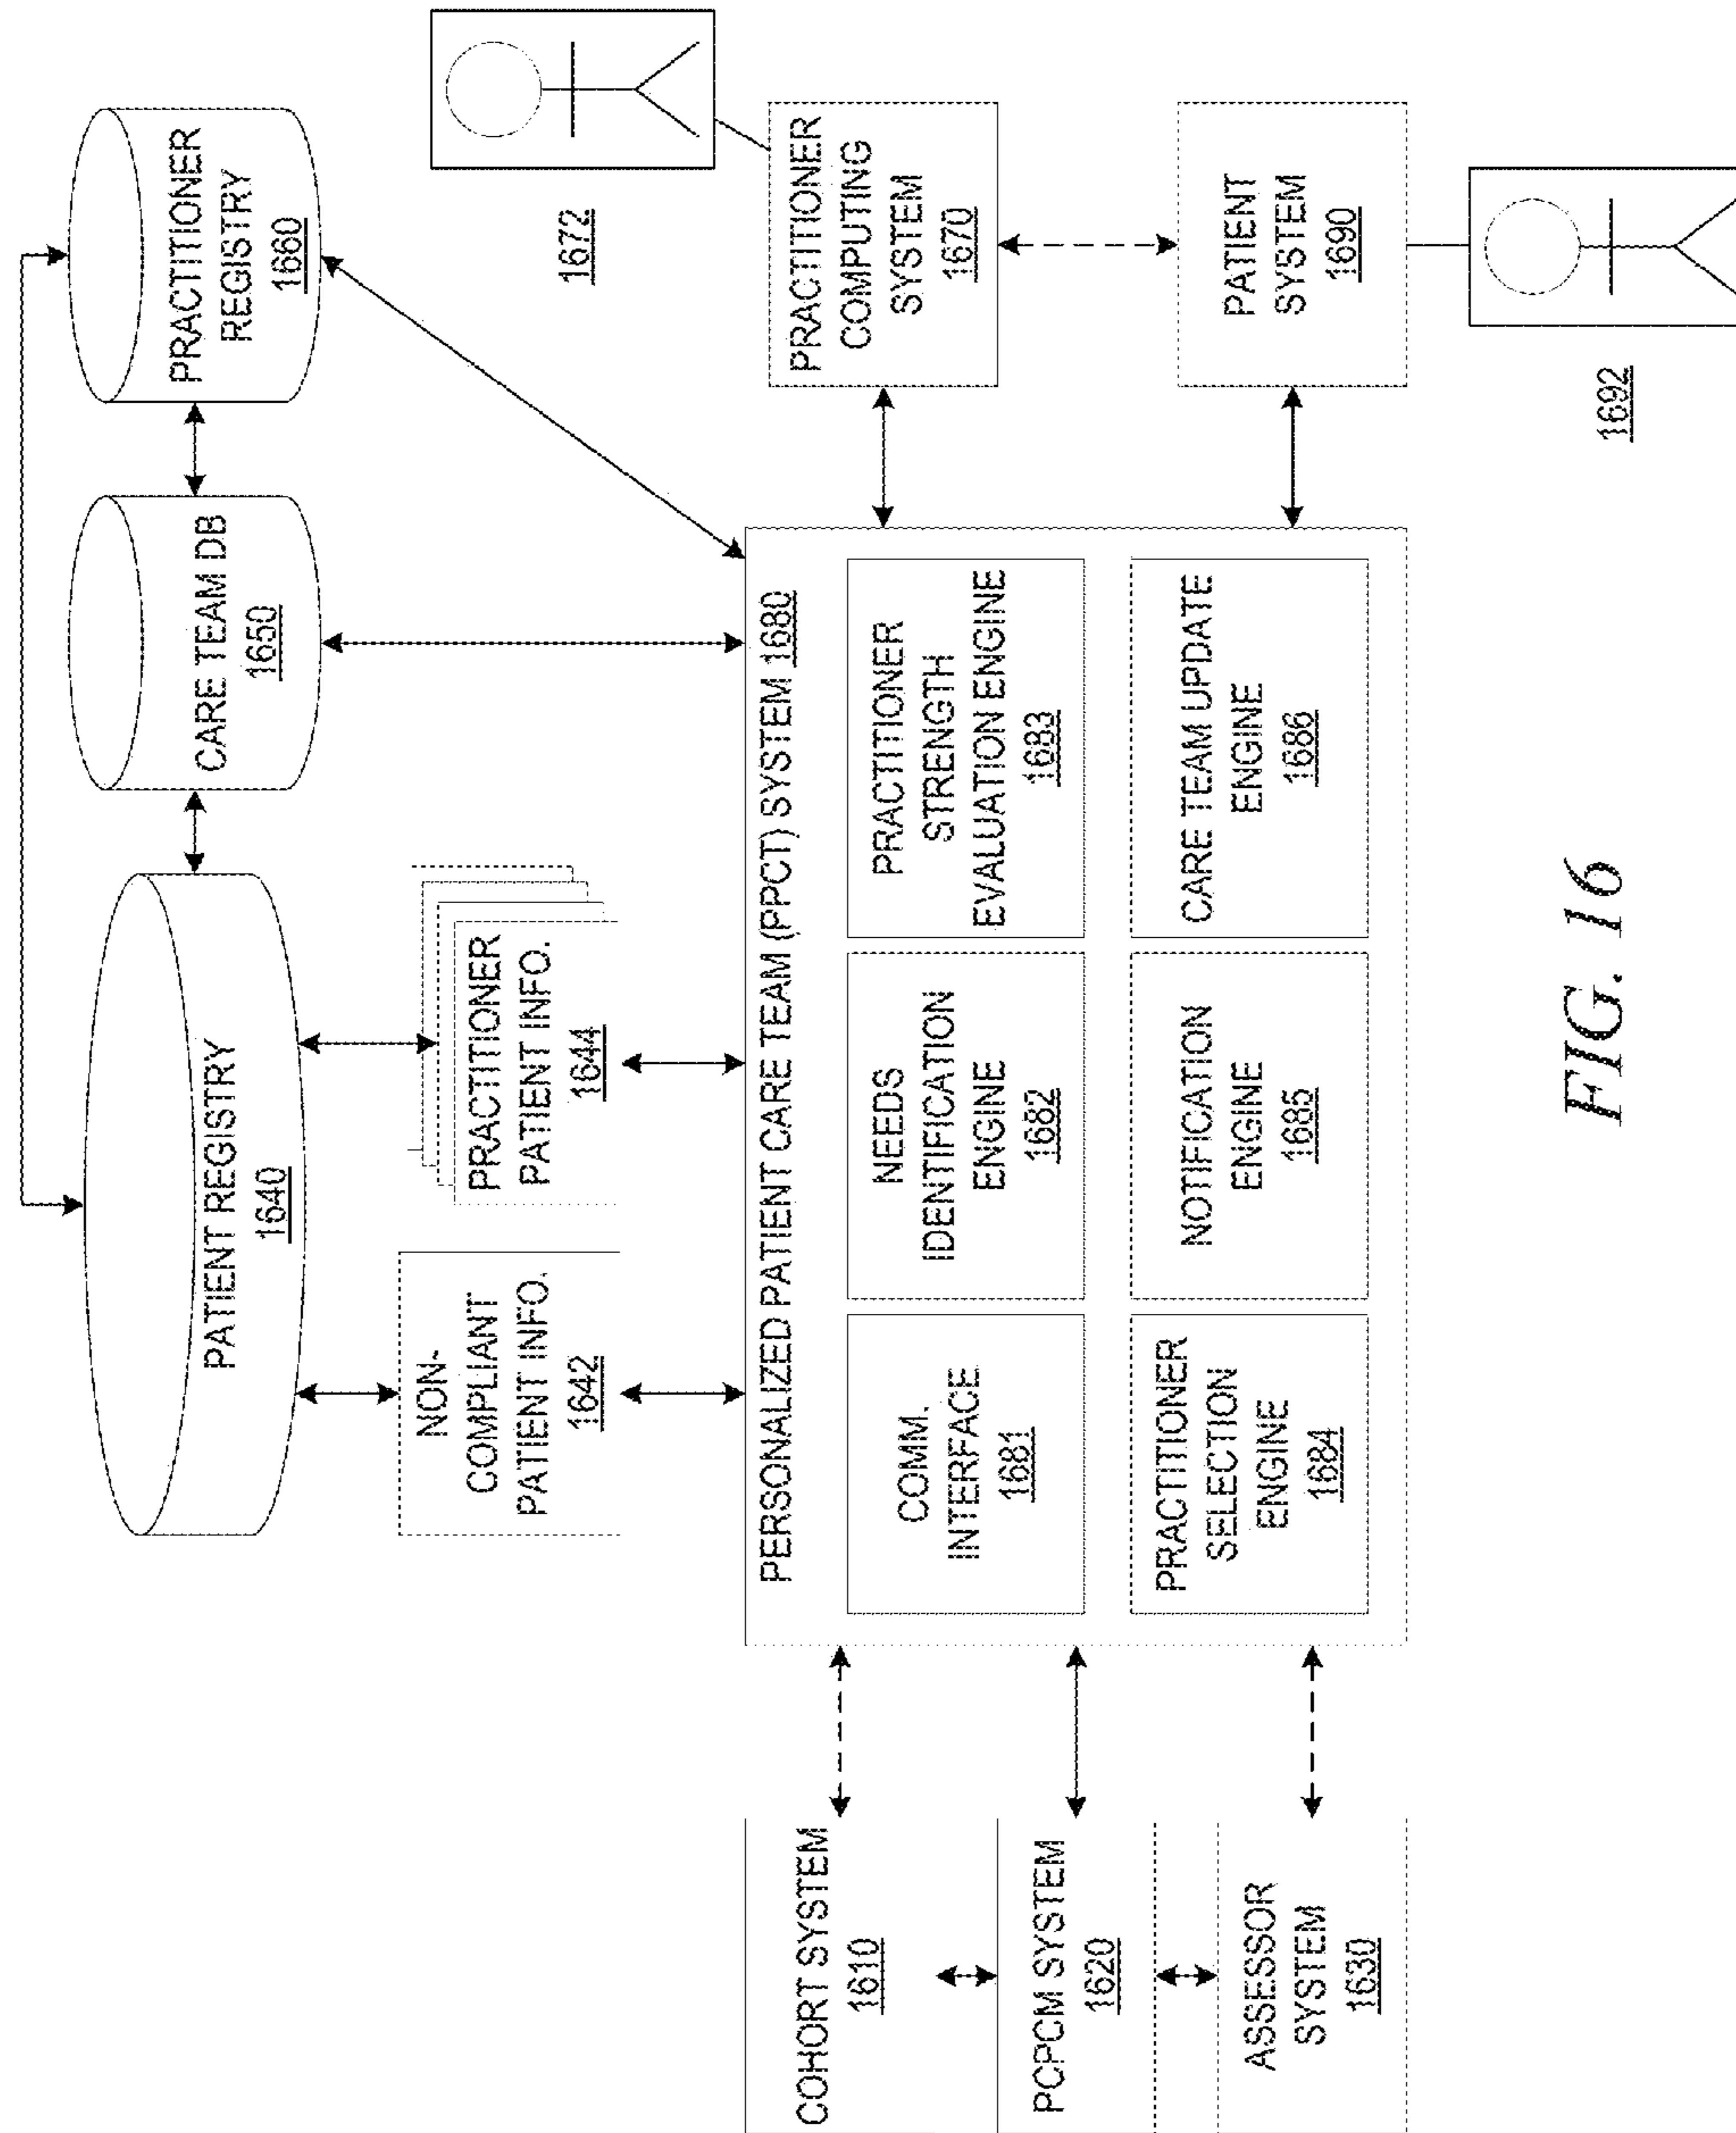 PATIENT REGISTRY
1640
CARE TEAM DB
1650
PRACTITIONER
REGISTRY
1660
NON-
COMPLIANT
PATIENT INFO.
1642
PRACTITIONER
PATIENT INFO.
1644
1672
COHORT SYSTEM
1610
PCPCM SYSTEM
1620
ASSESSOR
SYSTEM
1630
PERSONALIZED PATIENT CARE TEAM (PPCT) SYSTEM 1680
COMM.
INTERFACE
1681
NEEDS
IDENTIFICATION
ENGINE
1682
PRACTITIONER
STRENGTH
EVALUATION ENGINE
1683
PRACTITIONER
SELECTION
ENGINE
1684
NOTIFICATION
ENGINE
1685
CARE TEAM UPDATE
ENGINE
1686
PRACTITIONER
COMPUTING
SYSTEM
1670
PATIENT
SYSTEM
1690
1692
FIG. 16